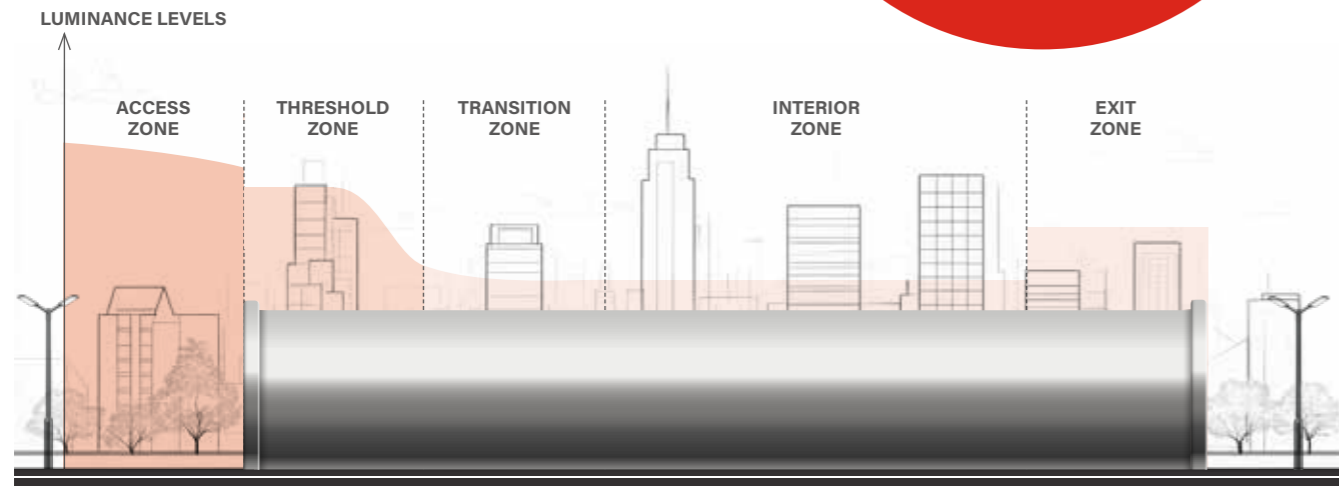 LUMINANCE LEVELS
ACCESS
ZONE
THRESHOLD
ZONE
TRANSITION
ZONE
INTERIOR
ZONE
EXIT
ZONE